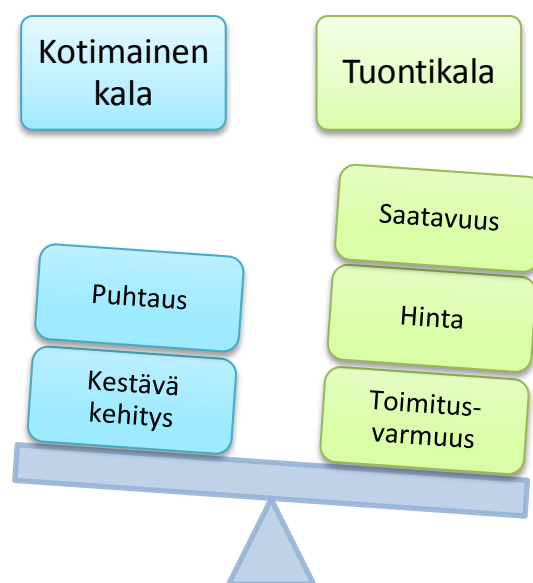 Kotimainen
kala
Tuontikala
Puhtaus
Kestävä
kehitys
Saatavuus
Hinta
Toimitus-
varmuus